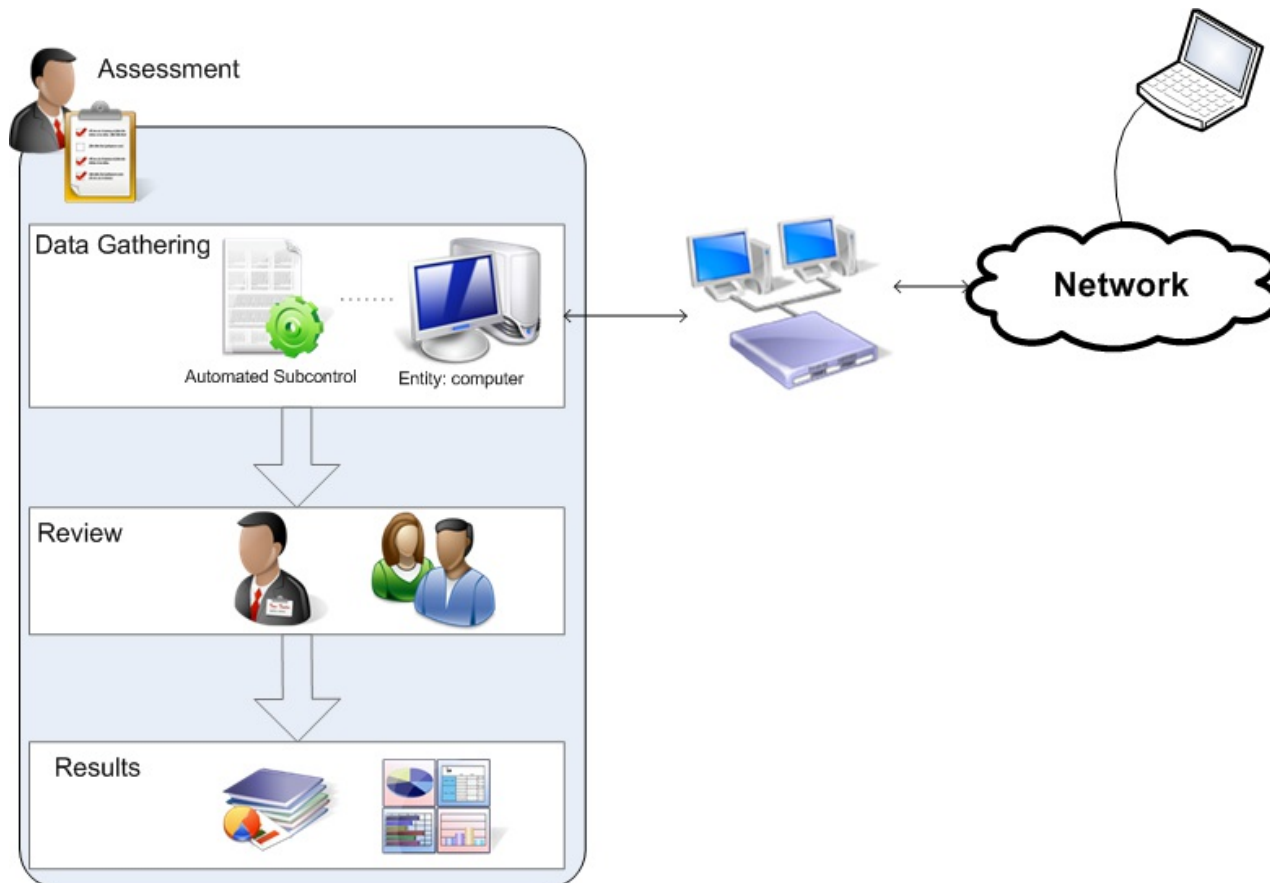 Assessment
Data Gathering
Automated Subcontrol
Entity: computer
Network
Review
Results